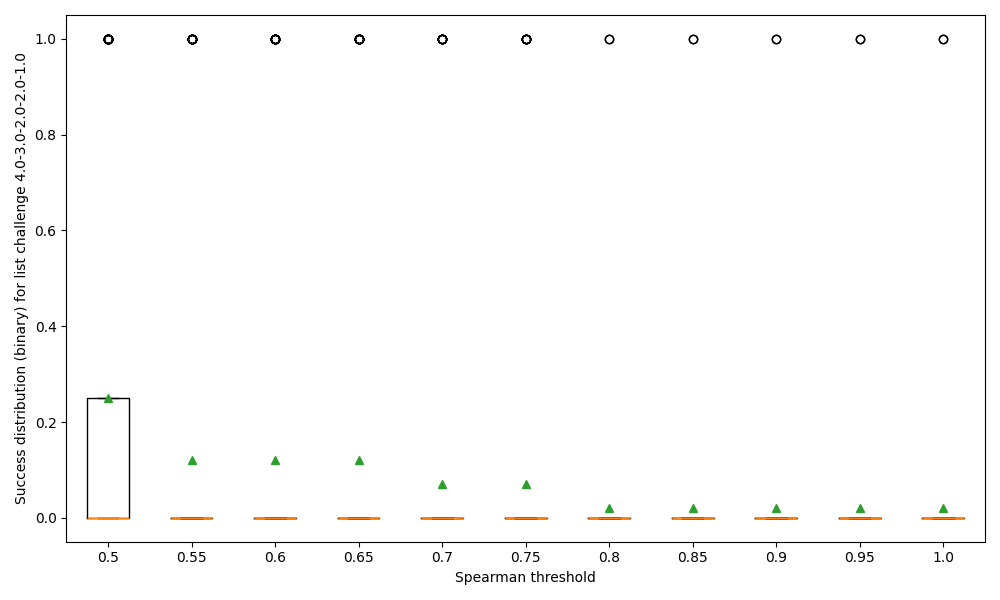 Success distribution (binary) for list challenge 4.0-3.0-2.0-2.0-1.0
1.0
0.8
0.6
0.4
0.2
0.0
0.5 0.55 0.6 0.65 0.7 0.75 0.8 0.85 0.9 0.95 1.0
Spearman threshold